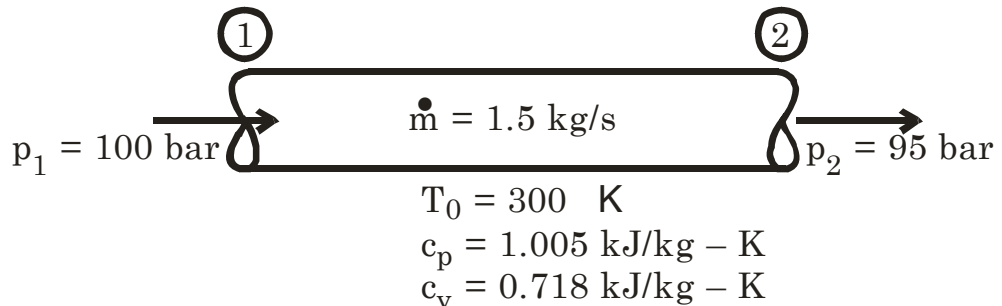 1 2
ṁ = 1.5 kg/s
p₁ = 100 bar p₂ = 95 bar
T₀ = 300 K
cₚ = 1.005 kJ/kg – K
cᵥ = 0.718 kJ/kg – K